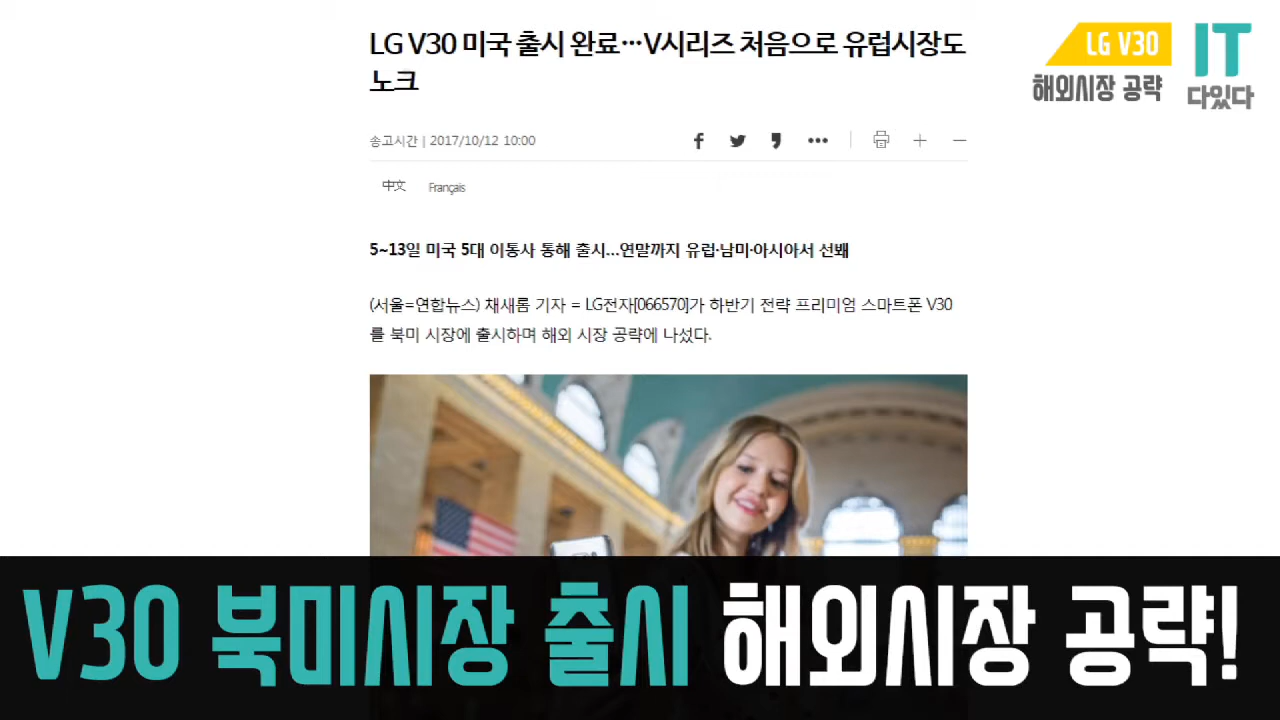 LG V30 미국 출시 완료…V시리즈 처음으로 유럽시장도
노크
LG V30
해외시장 공략
IT
다있다
송고시간 | 2017/10/12 10:00
中文 Français
5~13일 미국 5대 이통사 통해 출시...연말까지 유럽·남미·아시아서 선봬
(서울=연합뉴스) 채새롬 기자 = LG전자[066570]가 하반기 전략 프리미엄 스마트폰 V30
를 북미 시장에 출시하며 해외 시장 공략에 나섰다.
V30 북미시장 출시 해외시장 공략!